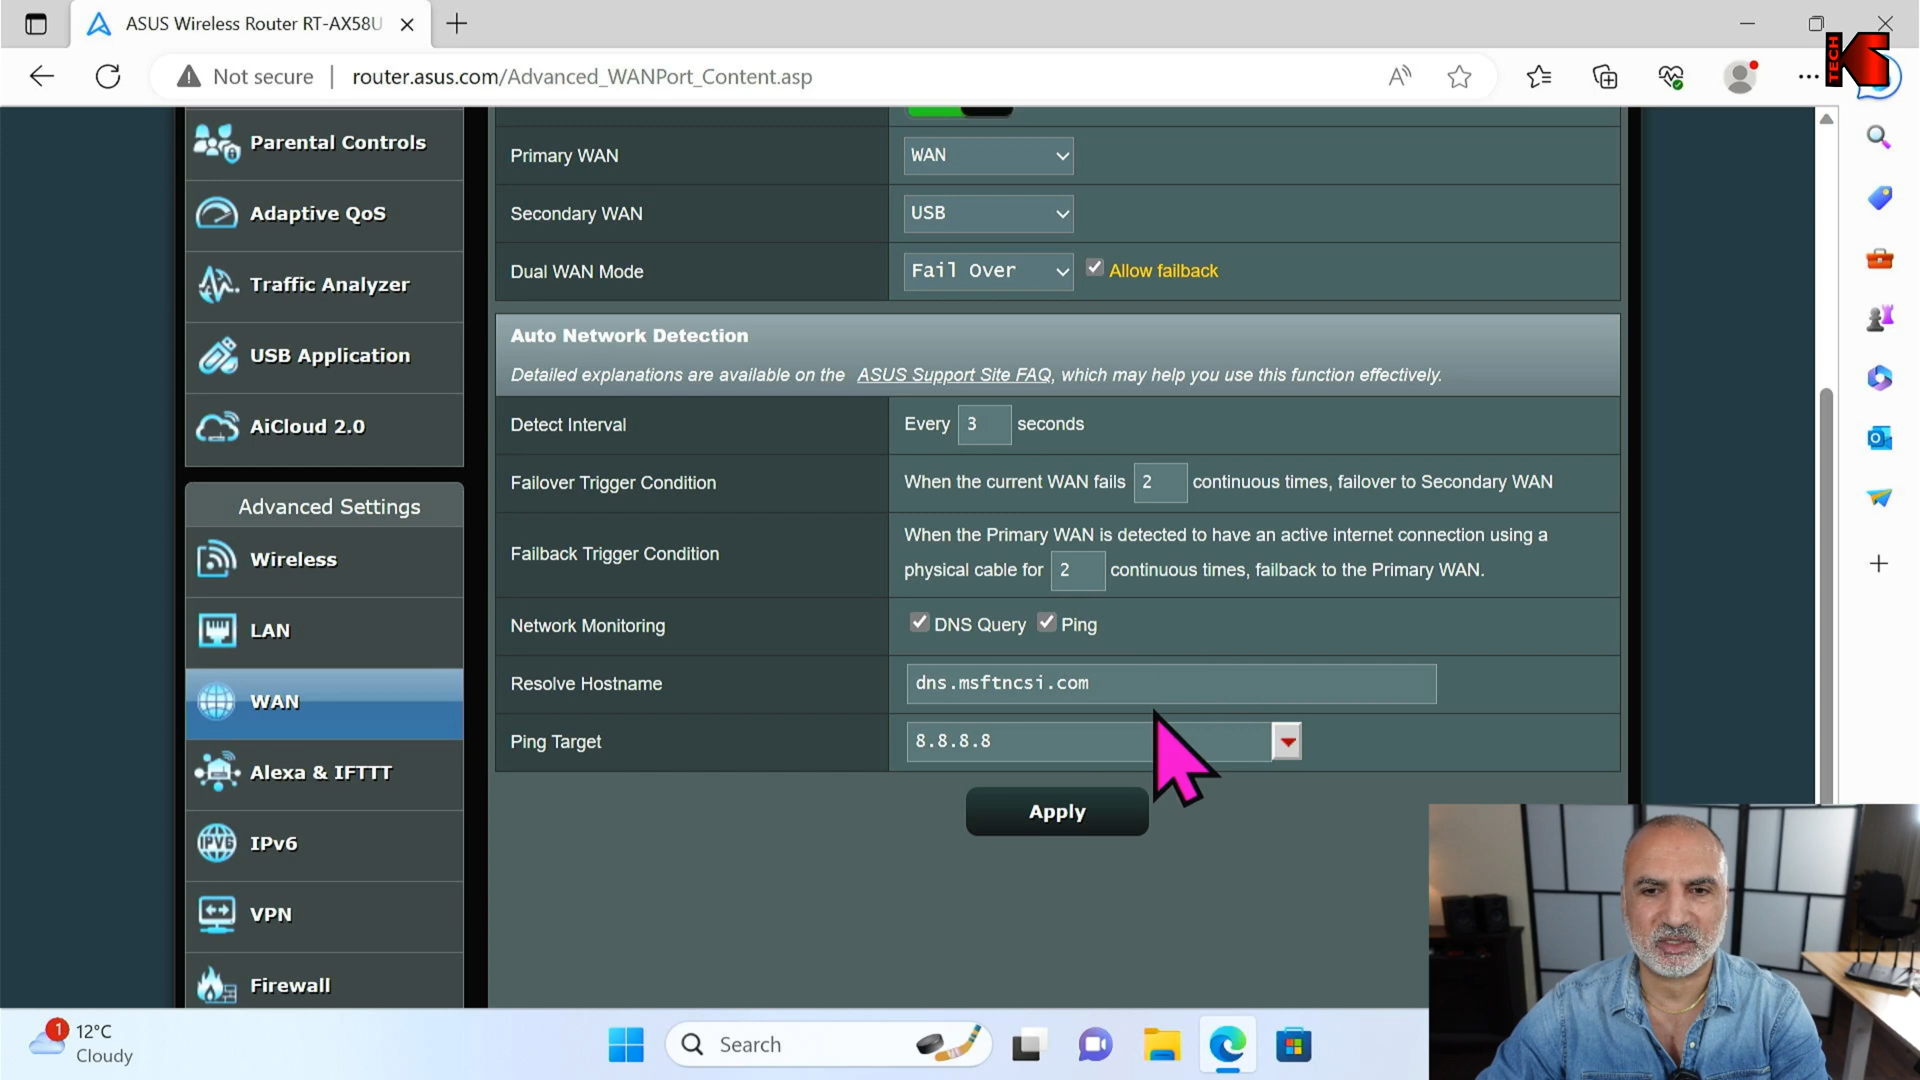 ASUS Wireless Router RT-AX58U
TECH K
Not secure | router.asus.com/Advanced_WANPort_Content.asp
Parental Controls
Adaptive QoS
Traffic Analyzer
USB Application
AiCloud 2.0
Advanced Settings
Wireless
LAN
WAN
Alexa & IFTTT
IPv6
VPN
Firewall
Primary WAN WAN
Secondary WAN USB
Dual WAN Mode Fail Over Allow failback
Auto Network Detection
Detailed explanations are available on the ASUS Support Site FAQ, which may help you use this function effectively.
Detect Interval Every 3 seconds
Failover Trigger Condition When the current WAN fails 2 continuous times, failover to Secondary WAN
Failback Trigger Condition When the Primary WAN is detected to have an active internet connection using a
physical cable for 2 continuous times, failback to the Primary WAN.
Network Monitoring DNS Query Ping
Resolve Hostname dns.msftncsi.com
Ping Target 8.8.8.8
Apply
1 12°C
Cloudy
Search